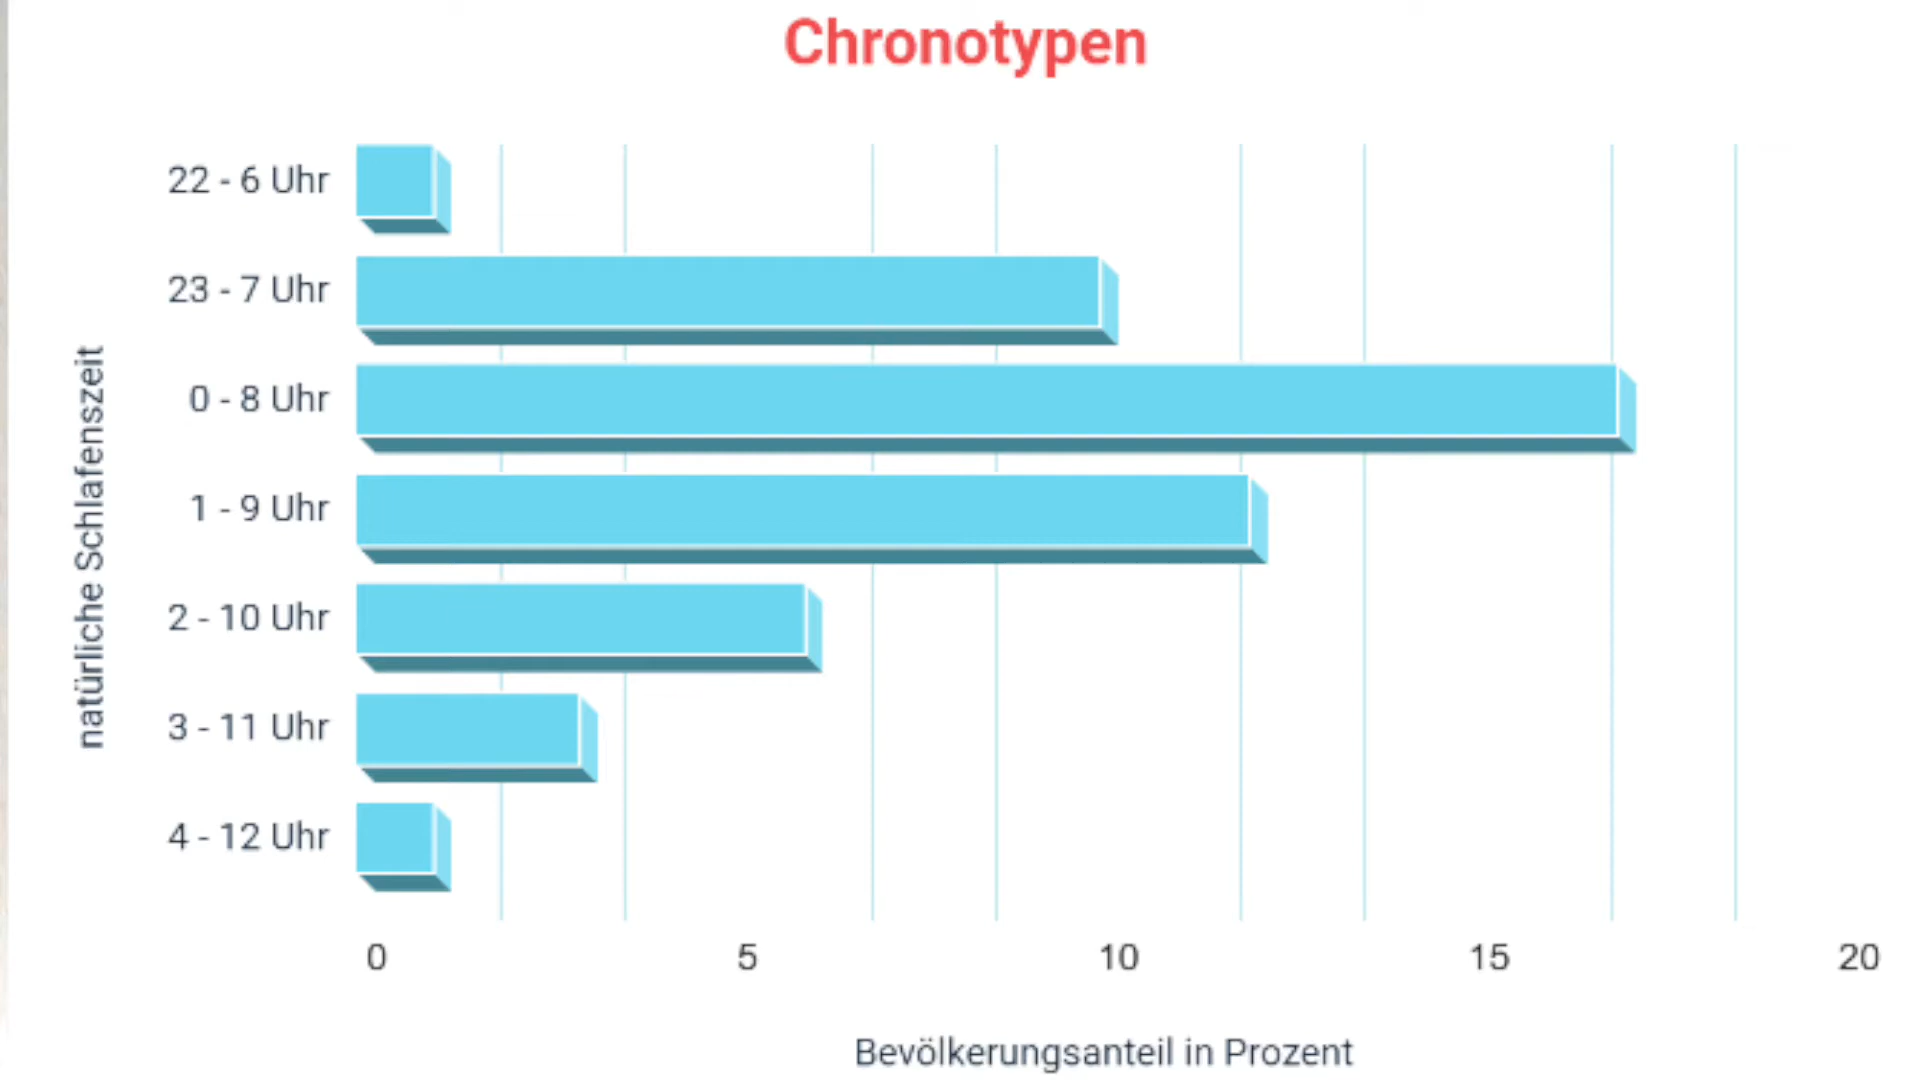 Chronotypen
22 - 6 Uhr
23 - 7 Uhr
0 - 8 Uhr
1 - 9 Uhr
2 - 10 Uhr
3 - 11 Uhr
4 - 12 Uhr
natürliche Schlafenszeit
0 5 10 15 20
Bevölkerungsanteil in Prozent